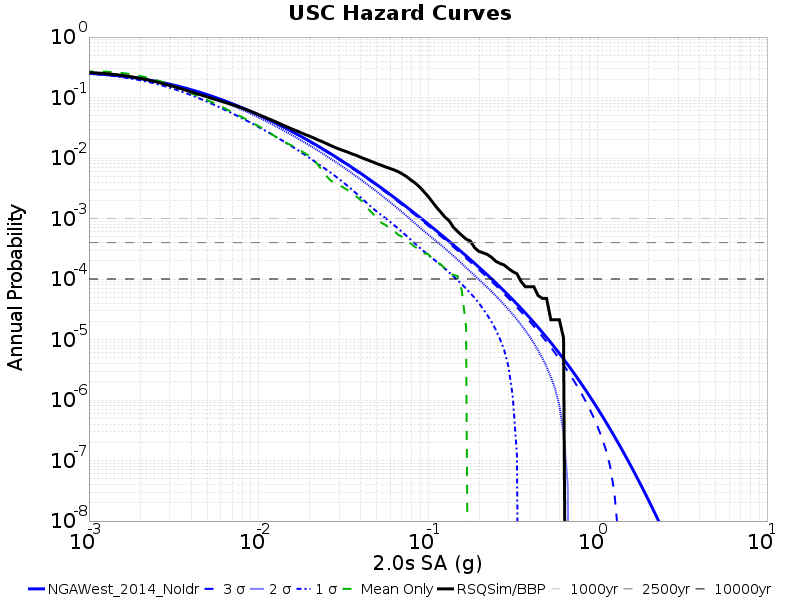 USC Hazard Curves
10^0
10^-1
10^-2
10^-3
10^-4
10^-5
10^-6
10^-7
10^-8
Annual Probability
10^-3 10^-2 10^-1 10^0 10^1
2.0s SA (g)
NGAWest_2014_NoIdr 3 σ 2 σ 1 σ Mean Only RSQSim/BBP 1000yr 2500yr 10000yr